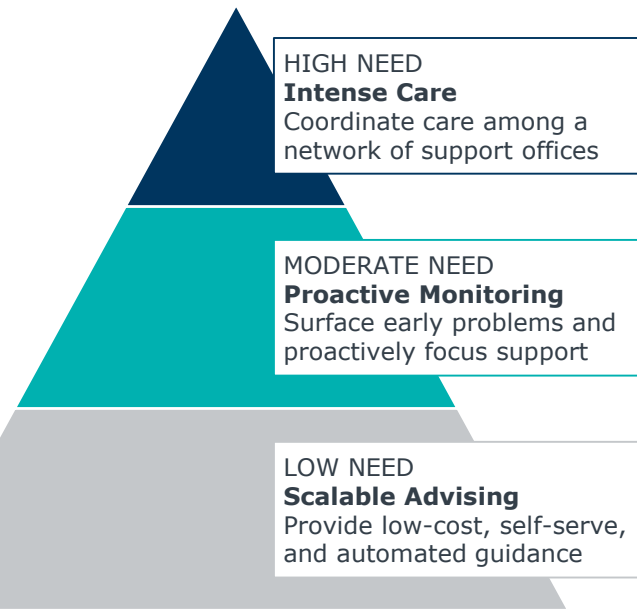 HIGH NEED
Intense Care
Coordinate care among a
network of support offices
MODERATE NEED
Proactive Monitoring
Surface early problems and
proactively focus support
LOW NEED
Scalable Advising
Provide low-cost, self-serve,
and automated guidance